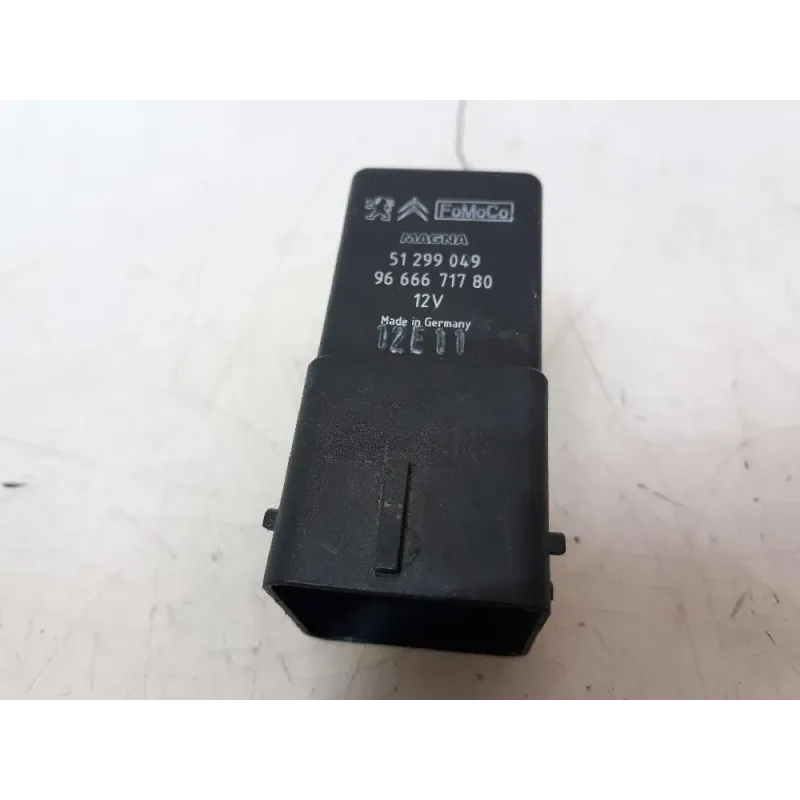 FoMoCo
MAGNA
51 299 049
96 666 717 80
12V
Made in Germany
12E11